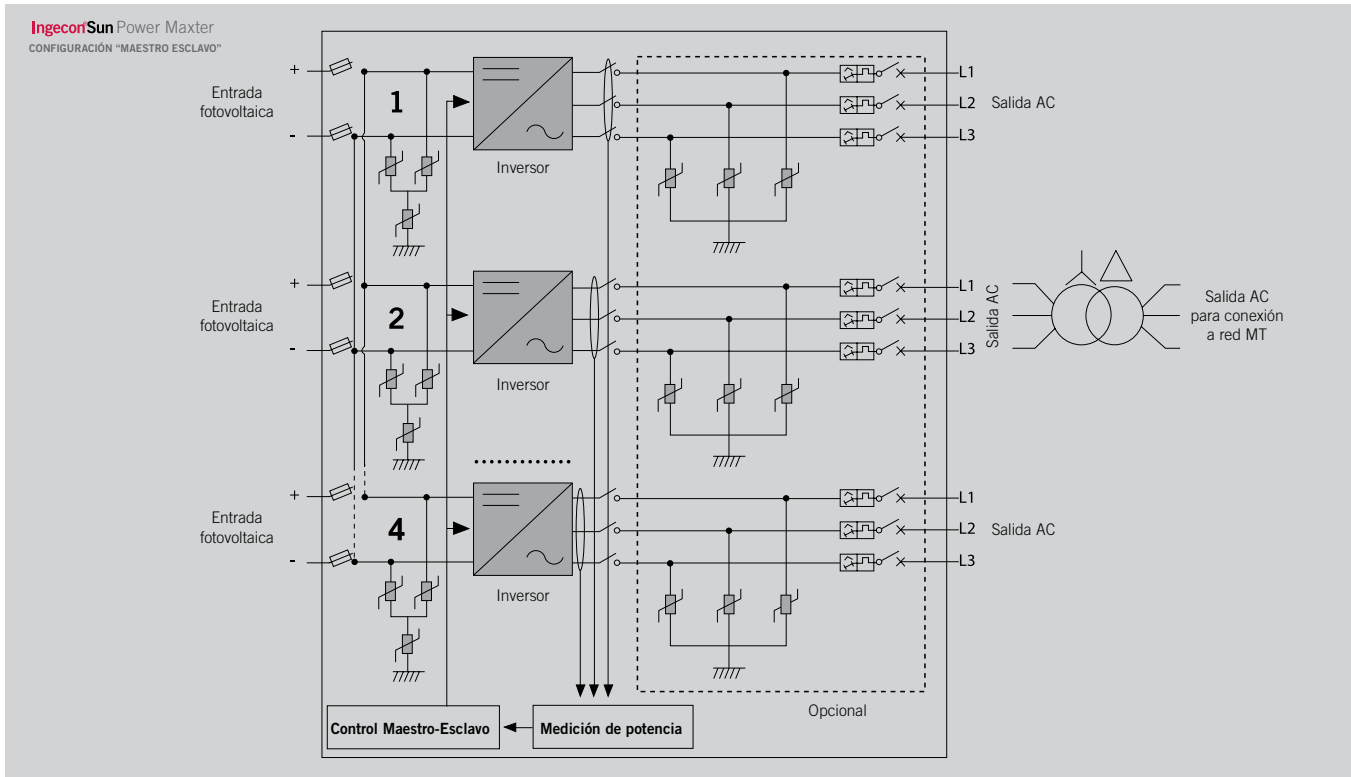 Ingecon®Sun Power Maxter
CONFIGURACIÓN “MAESTRO ESCLAVO”
+
Entrada
fotovoltaica
-
1
Inversor
L1
L2 Salida AC
L3
+
Entrada
fotovoltaica
-
2
Inversor
L1
L2
L3
Salida AC
Salida AC
para conexión
a red MT
+
Entrada
fotovoltaica
-
4
Inversor
L1
L2 Salida AC
L3
Opcional
Control Maestro-Esclavo
Medición de potencia